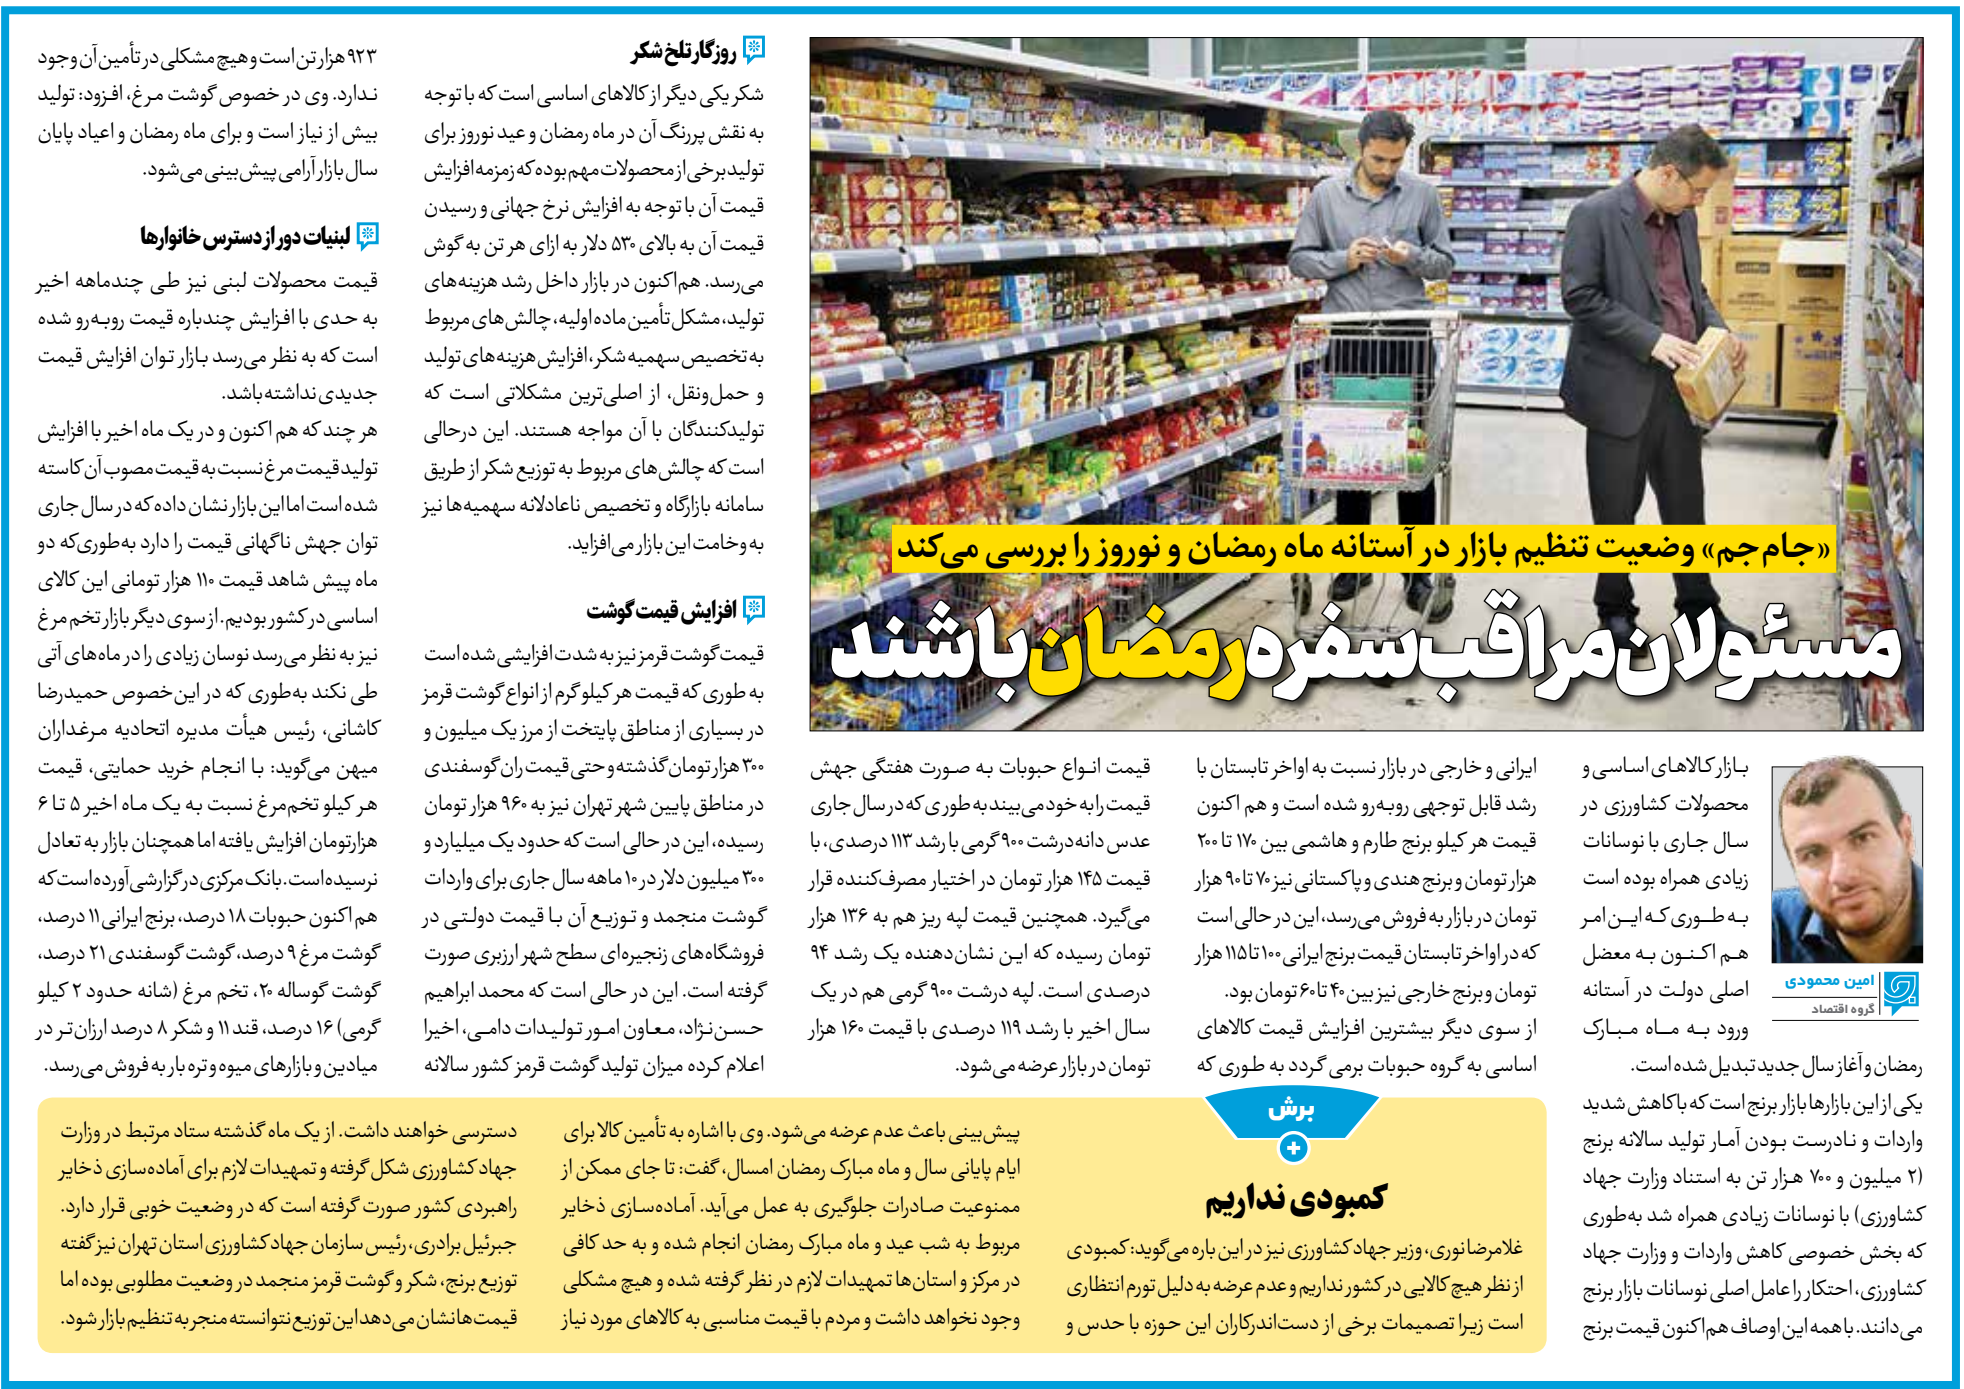 «جام‌جم» وضعیت تنظیم بازار در آستانه ماه رمضان و نوروز را بررسی می‌کند
مسئولان مراقب سفره رمضان باشند
امین محمودی
گروه اقتصاد
بازار کالاهای اساسی و
محصولات کشاورزی در
سال جاری با نوسانات
زیادی همراه بوده است
به طوری که این امر
هم اکنون به معضل
اصلی دولت در آستانه
ورود به ماه مبارک
رمضان و آغاز سال جدید تبدیل شده است.
یکی از این بازارها بازار برنج است که با کاهش شدید
واردات و نادرست بودن آمار تولید سالانه برنج
(۲ میلیون و ۷۰۰ هزار تن به استناد وزارت جهاد
کشاورزی) با نوسانات زیادی همراه شد به‌طوری
که بخش خصوصی کاهش واردات و وزارت جهاد
کشاورزی، احتکار را عامل اصلی نوسانات بازار برنج
می‌دانند. با همه این اوصاف هم‌اکنون قیمت برنج
ایرانی و خارجی در بازار نسبت به اواخر تابستان با
رشد قابل توجهی روبه‌رو شده است و هم اکنون
قیمت هر کیلو برنج طارم و هاشمی بین ۱۷۰ تا ۲۰۰
هزار تومان و برنج هندی و پاکستانی نیز ۷۰ تا ۹۰ هزار
تومان در بازار به فروش می‌رسد، این در حالی است
که در اواخر تابستان قیمت برنج ایرانی ۱۰۰ تا ۱۱۵ هزار
تومان و برنج خارجی نیز بین ۴۰ تا ۶۰ تومان بود.
از سوی دیگر بیشترین افزایش قیمت کالاهای
اساسی به گروه حبوبات برمی گردد به طوری که
قیمت انواع حبوبات به صورت هفتگی جهش
قیمت را به خود می‌بیند به طوری که در سال جاری
عدس دانه‌درشت ۹۰۰ گرمی با رشد ۱۱۳ درصدی، با
قیمت ۱۴۵ هزار تومان در اختیار مصرف‌کننده قرار
می‌گیرد. همچنین قیمت لپه ریز هم به ۱۳۶ هزار
تومان رسیده که این نشان‌دهنده یک رشد ۹۴
درصدی است. لپه درشت ۹۰۰ گرمی هم در یک
سال اخیر با رشد ۱۱۹ درصدی با قیمت ۱۶۰ هزار
تومان در بازار عرضه می‌شود.
روزگار تلخ شکر
شکر یکی دیگر از کالاهای اساسی است که با توجه
به نقش پررنگ آن در ماه رمضان و عید نوروز برای
تولید برخی از محصولات مهم بوده که زمزمه افزایش
قیمت آن با توجه به افزایش نرخ جهانی و رسیدن
قیمت آن به بالای ۵۳۰ دلار به ازای هر تن به گوش
می‌رسد. هم‌اکنون در بازار داخل رشد هزینه‌های
تولید، مشکل تأمین ماده اولیه، چالش‌های مربوط
به تخصیص سهمیه شکر، افزایش هزینه‌های تولید
و حمل‌ونقل، از اصلی‌ترین مشکلاتی است که
تولیدکنندگان با آن مواجه هستند. این درحالی
است که چالش‌های مربوط به توزیع شکر از طریق
سامانه بازارگاه و تخصیص ناعادلانه سهمیه‌ها نیز
به وخامت این بازار می‌افزاید.
افزایش قیمت گوشت
قیمت گوشت قرمز نیز به شدت افزایشی شده است
به طوری که قیمت هر کیلو گرم از انواع گوشت قرمز
در بسیاری از مناطق پایتخت از مرز یک میلیون و
۳۰۰ هزار تومان گذشته و حتی قیمت ران گوسفندی
در مناطق پایین شهر تهران نیز به ۹۶۰ هزار تومان
رسیده، این در حالی است که حدود یک میلیارد و
۳۰۰ میلیون دلار در ۱۰ ماهه سال جاری برای واردات
گوشت منجمد و توزیع آن با قیمت دولتی در
فروشگاه‌های زنجیره‌ای سطح شهر ارزبری صورت
گرفته است. این در حالی است که محمد ابراهیم
حسن‌نژاد، معاون امور تولیدات دامی، اخیرا
اعلام کرده میزان تولید گوشت قرمز کشور سالانه
۹۲۳ هزار تن است و هیچ مشکلی در تأمین آن وجود
ندارد. وی در خصوص گوشت مرغ، افزود: تولید
بیش از نیاز است و برای ماه رمضان و اعیاد پایان
سال بازار آرامی پیش‌بینی می‌شود.
لبنیات دور از دسترس خانوارها
قیمت محصولات لبنی نیز طی چندماهه اخیر
به حدی با افزایش چندباره قیمت روبه‌رو شده
است که به نظر می‌رسد بازار توان افزایش قیمت
جدیدی نداشته باشد.
هر چند که هم اکنون و در یک ماه اخیر با افزایش
تولید قیمت مرغ نسبت به قیمت مصوب آن کاسته
شده است اما این بازار نشان داده که در سال جاری
توان جهش ناگهانی قیمت را دارد به‌طوری‌که دو
ماه پیش شاهد قیمت ۱۱۰ هزار تومانی این کالای
اساسی در کشور بودیم. از سوی دیگر بازار تخم مرغ
نیز به نظر می‌رسد نوسان زیادی را در ماه‌های آتی
طی نکند به‌طوری که در این‌خصوص حمیدرضا
کاشانی، رئیس هیأت مدیره اتحادیه مرغداران
میهن می‌گوید: با انجام خرید حمایتی، قیمت
هر کیلو تخم‌مرغ نسبت به یک ماه اخیر ۵ تا ۶
هزارتومان افزایش یافته اما همچنان بازار به تعادل
نرسیده است. بانک مرکزی در گزارشی آورده است که
هم اکنون حبوبات ۱۸ درصد، برنج ایرانی ۱۱ درصد،
گوشت مرغ ۹ درصد، گوشت گوسفندی ۲۱ درصد،
گوشت گوساله ۲۰، تخم مرغ (شانه حدود ۲ کیلو
گرمی) ۱۶ درصد، قند ۱۱ و شکر ۸ درصد ارزان‌تر در
میادین و بازارهای میوه و تره بار به فروش می‌رسد.
برش
کمبودی نداریم
غلامرضا نوری، وزیر جهاد کشاورزی نیز در این باره می‌گوید: کمبودی
از نظر هیچ کالایی در کشور نداریم و عدم عرضه به دلیل تورم انتظاری
است زیرا تصمیمات برخی از دست‌اندرکاران این حوزه با حدس و
پیش‌بینی باعث عدم عرضه می‌شود. وی با اشاره به تأمین کالا برای
ایام پایانی سال و ماه مبارک رمضان امسال، گفت: تا جای ممکن از
ممنوعیت صادرات جلوگیری به عمل می‌آید. آماده‌سازی ذخایر
مربوط به شب عید و ماه مبارک رمضان انجام شده و به حد کافی
در مرکز و استان‌ها تمهیدات لازم در نظر گرفته شده و هیچ مشکلی
وجود نخواهد داشت و مردم با قیمت مناسبی به کالاهای مورد نیاز
دسترسی خواهند داشت. از یک ماه گذشته ستاد مرتبط در وزارت
جهاد کشاورزی شکل گرفته و تمهیدات لازم برای آماده‌سازی ذخایر
راهبردی کشور صورت گرفته است که در وضعیت خوبی قرار دارد.
جبرئیل برادری، رئیس سازمان جهاد کشاورزی استان تهران نیز گفته
توزیع برنج، شکر و گوشت قرمز منجمد در وضعیت مطلوبی بوده اما
قیمت‌ها نشان می‌دهد این توزیع نتوانسته منجر به تنظیم بازار شود.